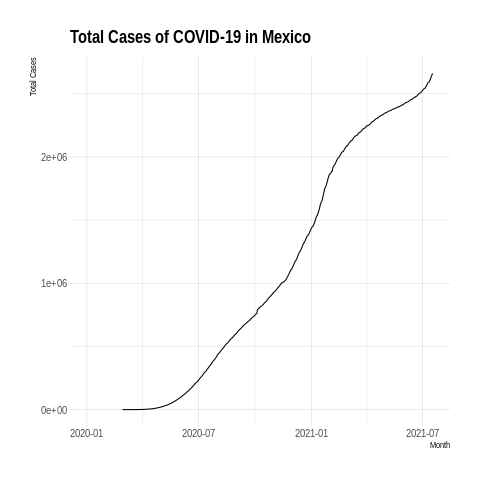 Total Cases of COVID-19 in Mexico
Total Cases
2e+06
1e+06
0e+00
2020-01 2020-07 2021-01 2021-07
Month